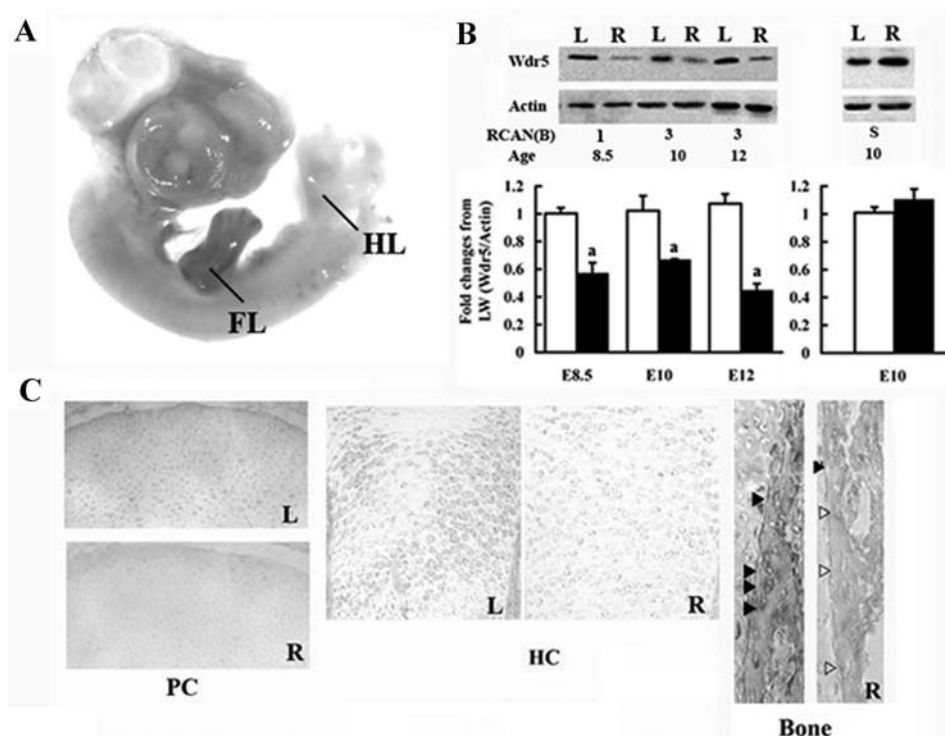 A
HL
FL
B
L R L R L R L R
Wdr5
Actin
RCAN(B) 1 3 3 S
Age 8.5 10 12 10
Fold changes from
LW (Wdr5/Actin)
1.2
1
0.8
0.6
0.4
0.2
0
a a a
E8.5 E10 E12
1.2
1
0.8
0.6
0.4
0.2
0
E10
C
L
R
PC
L R
HC
R
Bone